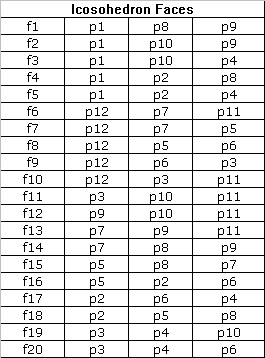 Icosohedron Faces
f1 p1 p8 p9
f2 p1 p10 p9
f3 p1 p10 p4
f4 p1 p2 p8
f5 p1 p2 p4
f6 p12 p7 p11
f7 p12 p7 p5
f8 p12 p5 p6
f9 p12 p6 p3
f10 p12 p3 p11
f11 p3 p10 p11
f12 p9 p10 p11
f13 p7 p9 p11
f14 p7 p8 p9
f15 p5 p8 p7
f16 p5 p2 p6
f17 p2 p6 p4
f18 p2 p5 p8
f19 p3 p4 p10
f20 p3 p4 p6